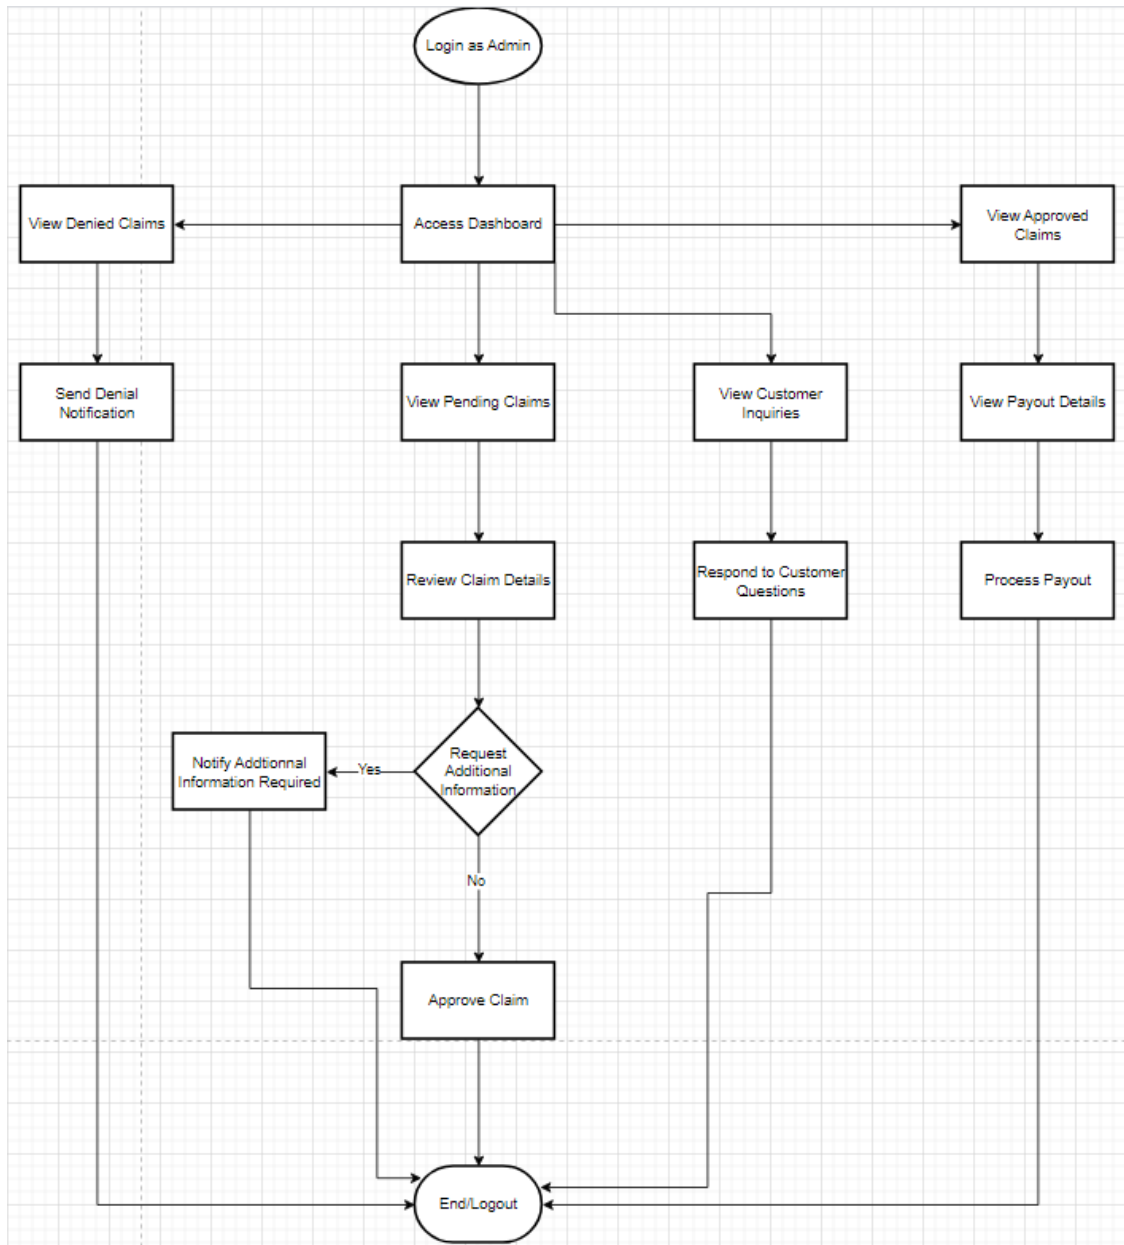 Login as Admin
View Denied Claims
Access Dashboard
View Approved
Claims
Send Denial
Notification
View Pending Claims
View Customer
Inquiries
View Payout Details
Review Claim Details
Respond to Customer
Questions
Process Payout
Notify Addtionnal
Information Required
Yes
Request
Additional
Information
No
Approve Claim
End/Logout